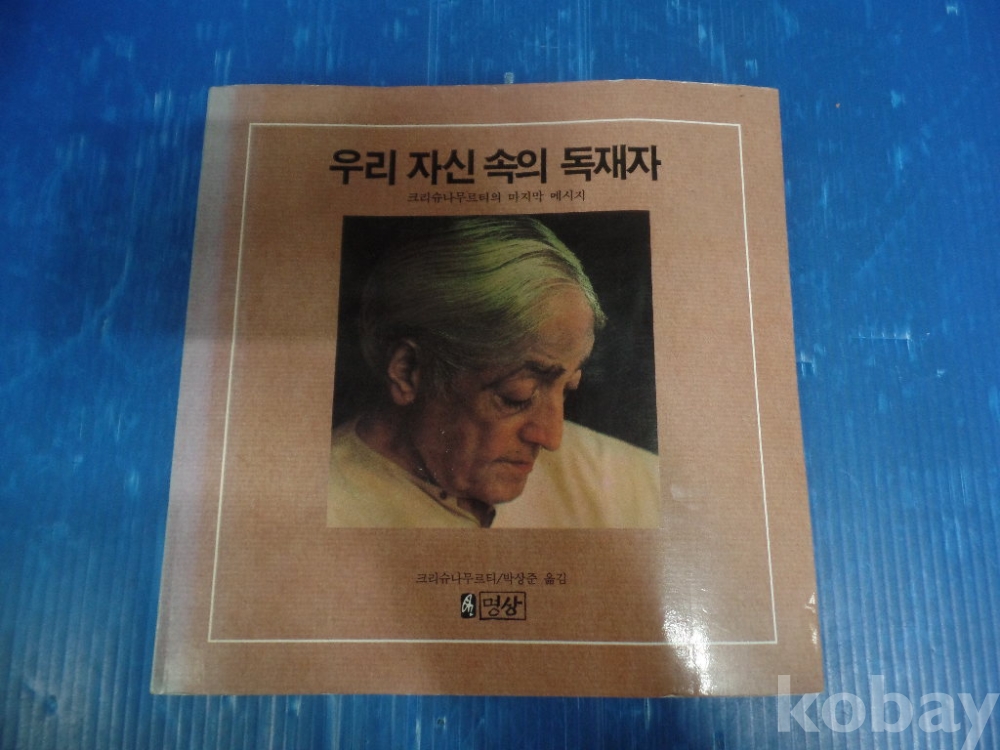 우리 자신 속의 독재자
크리슈나무르티의 마지막 메시지
크리슈나무르티/박상준 옮김
명상
kobay